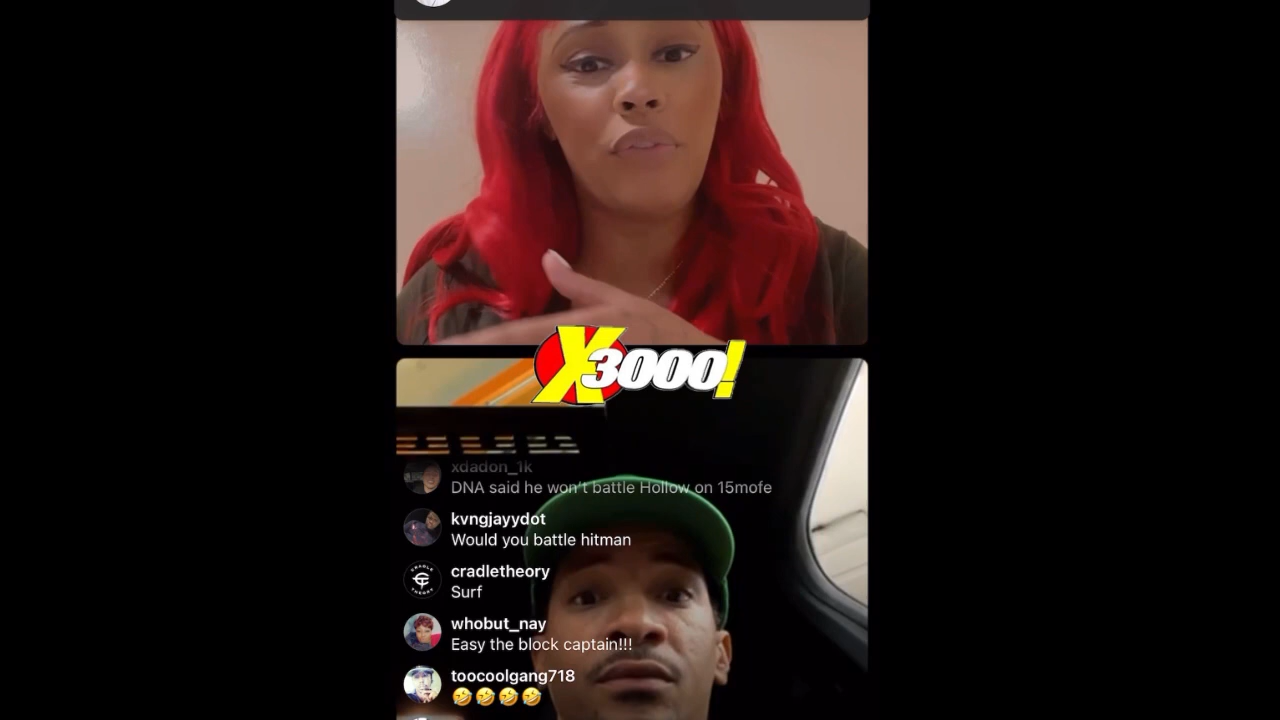 X3000!
xdadon_1k
DNA said he won't battle Hollow on 15mofe
kvngjayydot
Would you battle hitman
cradletheory
Surf
whobut_nay
Easy the block captain!!!
toocoolgang718
🤣🤣🤣🤣